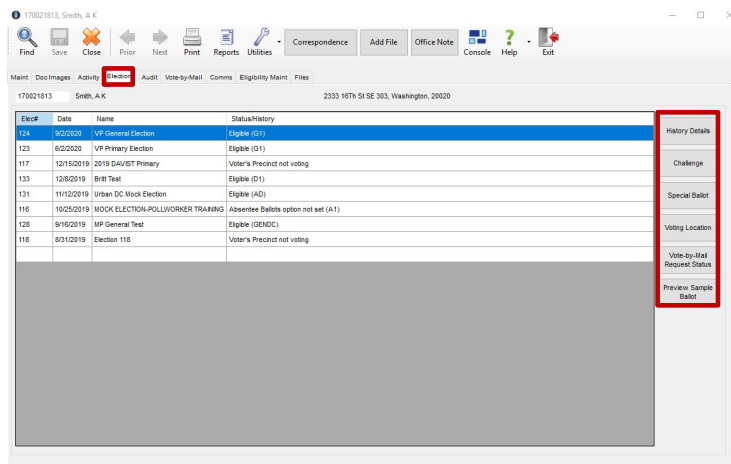 170021813, Smith, A K
Find Save Close Prior Next Print Reports Utilities Correspondence Add File Office Note Console Help Exit
Maint Doc Images Activity Election Audit Vote-by-Mail Comms Eligibility Maint Files
170021813 Smith, A K 2333 16Th St SE 303, Washington, 20020
Elec# Date Name Status/History
124 9/2/2020 VP General Election Eligible (G1)
123 6/2/2020 VP Primary Election Eligible (G1)
117 12/15/2019 2019 DAVIST Primary Voter's Precinct not voting
133 12/8/2019 Britt Test Eligible (D1)
131 11/12/2019 Urban DC Mock Election Eligible (AD)
116 10/25/2019 MOCK ELECTION-POLLWORKER TRAINING Absentee Ballots option not set (A1)
128 9/16/2019 MP General Test Eligible (GENDC)
118 8/31/2019 Election 118 Voter's Precinct not voting
History Details
Challenge
Special Ballot
Voting Location
Vote-by-Mail
Request Status
Preview Sample
Ballot